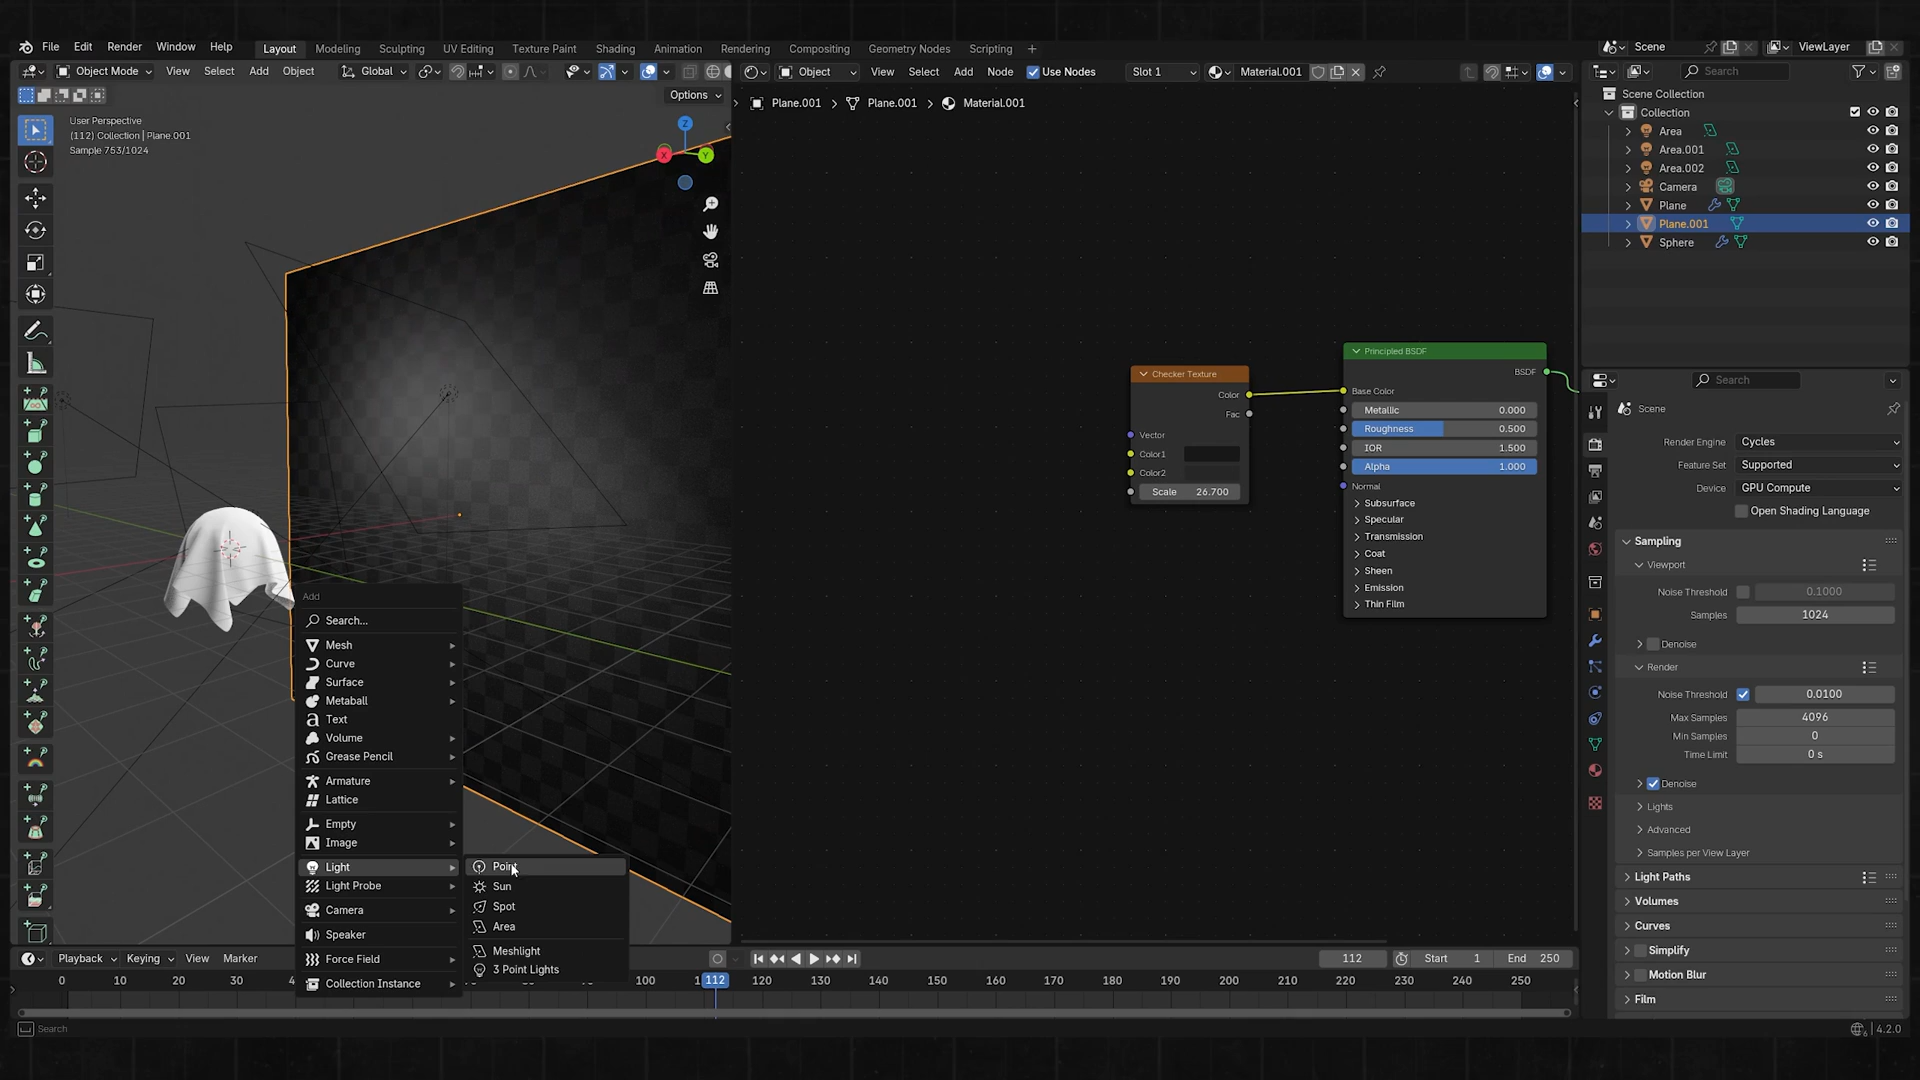 File Edit Render Window Help
Layout Modeling Sculpting UV Editing Texture Paint Shading Animation Rendering Compositing Geometry Nodes Scripting +
Scene
ViewLayer
Object Mode View Select Add Object Global
Object View Select Add Node Use Nodes Slot 1 Material.001
Search
Options
User Perspective
(112) Collection | Plane.001
Sample 753/1024
Z
X
Y
Plane.001 > Plane.001 > Material.001
Scene Collection
Collection
Area
Area.001
Area.002
Camera
Plane
Plane.001
Sphere
Checker Texture
Color
Fac
Vector
Color1
Color2
Scale 26.700
Principled BSDF
BSDF
Base Color
Metallic 0.000
Roughness 0.500
IOR 1.500
Alpha 1.000
Normal
Subsurface
Specular
Transmission
Coat
Sheen
Emission
Thin Film
Search
Scene
Render Engine Cycles
Feature Set Supported
Device GPU Compute
Open Shading Language
Sampling
Viewport
Noise Threshold 0.1000
Samples 1024
Denoise
Render
Noise Threshold 0.0100
Max Samples 4096
Min Samples 0
Time Limit 0 s
Denoise
Lights
Advanced
Samples per View Layer
Light Paths
Volumes
Curves
Simplify
Motion Blur
Film
Add
Search...
Mesh
Curve
Surface
Metaball
Text
Volume
Grease Pencil
Armature
Lattice
Empty
Image
Light
Light Probe
Camera
Speaker
Force Field
Collection Instance
Point
Sun
Spot
Area
Meshlight
3 Point Lights
Playback Keying View Marker
112 Start 1 End 250
0 10 20 30 100 112 120 130 140 150 160 170 180 190 200 210 220 230 240 250
Search
4.2.0